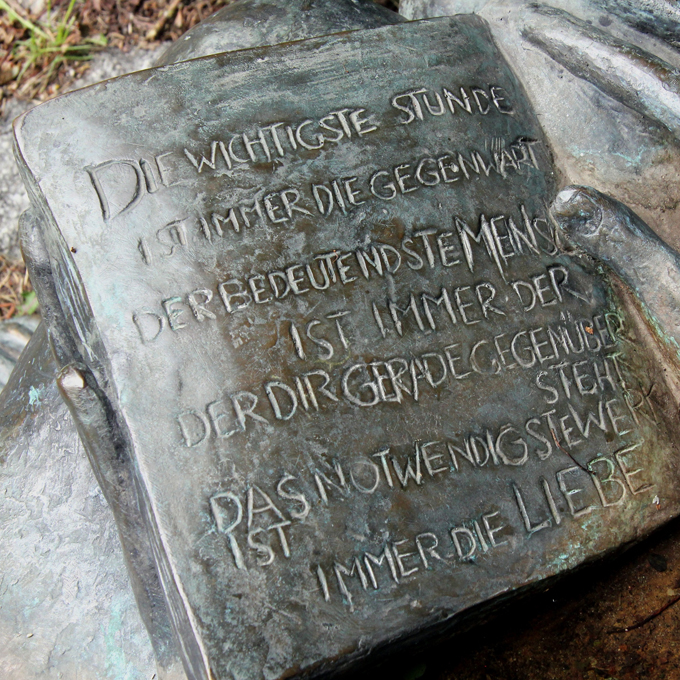 DIE WICHTIGSTE STUNDE
IST IMMER DIE GEGENWART
DER BEDEUTENDSTE MENSCH
IST IMMER DER
DER DIR GERADE GEGENÜBER
STEHT
DAS NOTWENDIGSTE WERK
IST
IMMER DIE LIEBE